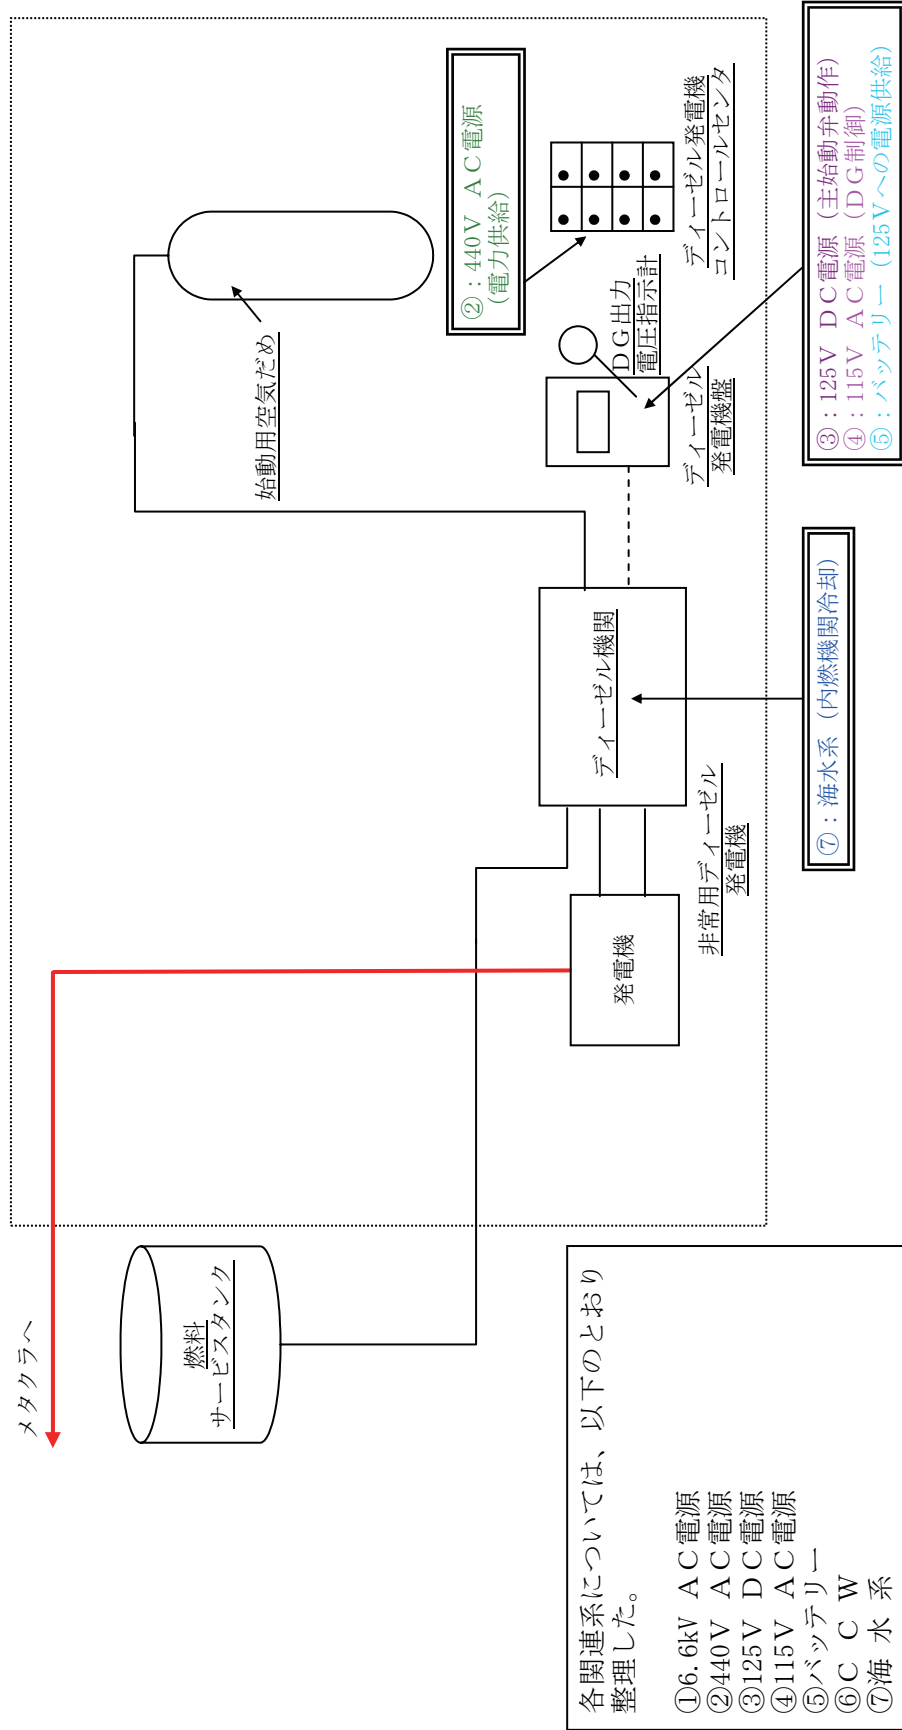 メタクラへ
燃料
サービスタンク
始動用空気だめ
②：440V ＡＣ電源
(電力供給)
ディーゼル発電機
コントロールセンタ
ＤＧ出力
電圧指示計
ディーゼル
発電機盤
ディーゼル機関
発電機
非常用ディーゼル
発電機
③：125V ＤＣ電源 (主始動弁動作)
④：115V ＡＣ電源 (ＤＧ制御)
⑤：バッテリー (125Vへの電源供給)
⑦：海水系 (内燃機関冷却)
各関連系については、以下のとおり
整理した。
①6.6kV ＡＣ電源
②440V ＡＣ電源
③125V ＤＣ電源
④115V ＡＣ電源
⑤バッテリー
⑥Ｃ Ｃ Ｗ
⑦海 水 系